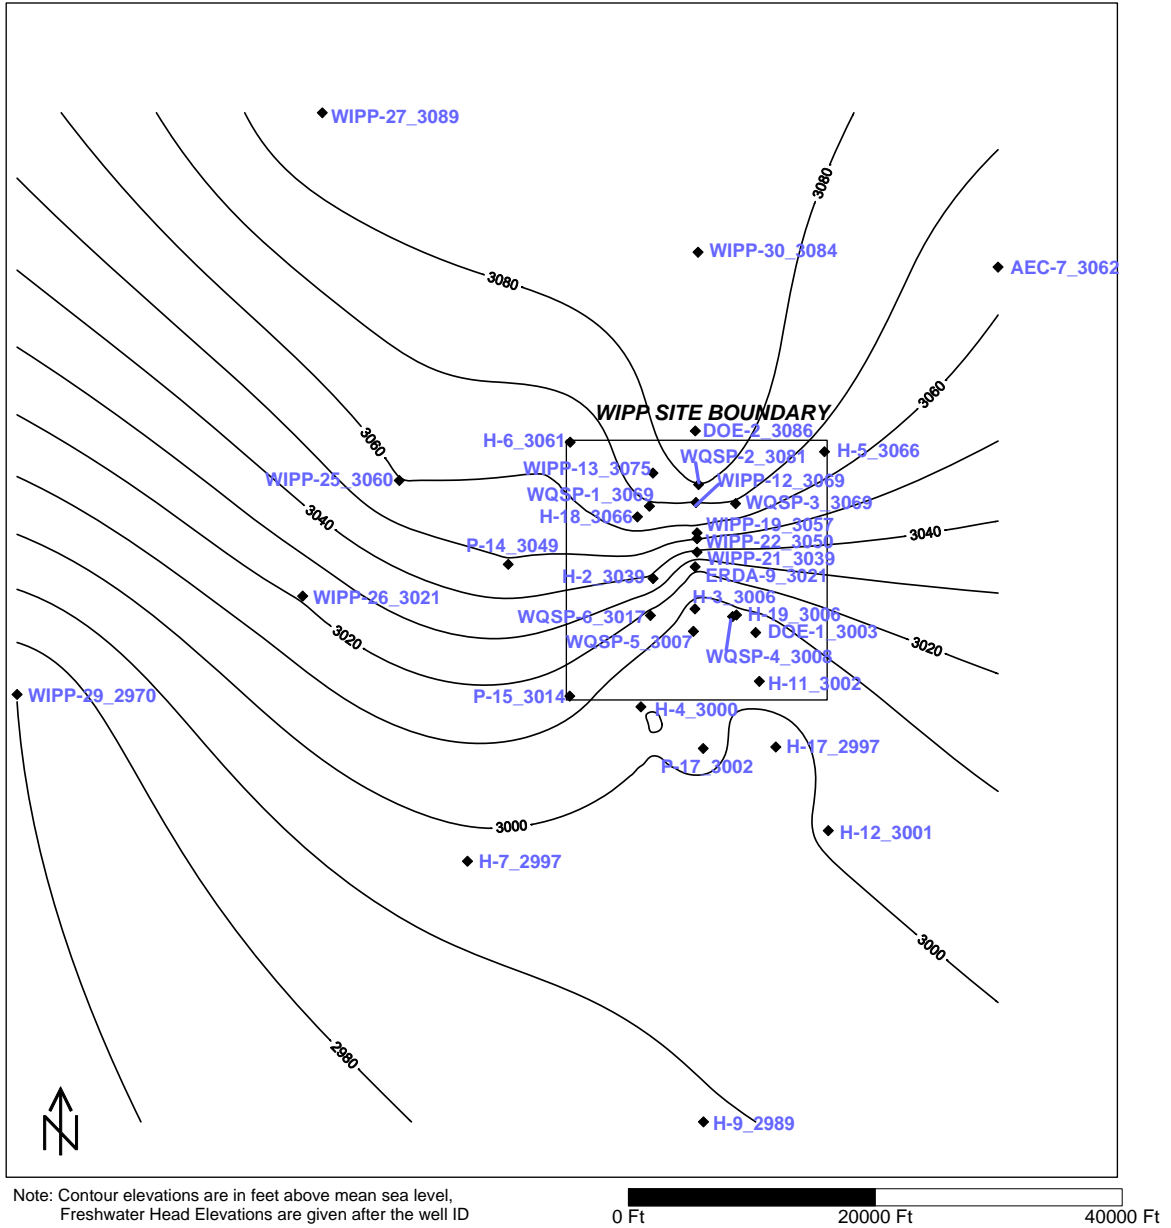 WIPP-27_3089
3080
WIPP-30_3084
AEC-7_3062
3080
3060
WIPP SITE BOUNDARY
DOE-2_3086
H-6_3061
3060
H-5_3066
WQSP-2_3081
WIPP-13_3075
WIPP-25_3060
WIPP-12_3069
WQSP-1_3069
WQSP-3_3069
H-18_3066
3040
WIPP-19_3057
3040
WIPP-22_3050
P-14_3049
WIPP-21_3039
H-2_3039
ERDA-9_3021
WIPP-26_3021
H-3_3006
WQSP-6_3017
H-19_3006
3020
DOE-1_3003
WQSP-5_3007
3020
WQSP-4_3008
H-11_3002
WIPP-29_2970
P-15_3014
H-4_3000
H-17_2997
P-17_3002
3000
H-12_3001
H-7_2997
3000
2980
H-9_2989
N
Note: Contour elevations are in feet above mean sea level,
Freshwater Head Elevations are given after the well ID
0 Ft
20000 Ft
40000 Ft